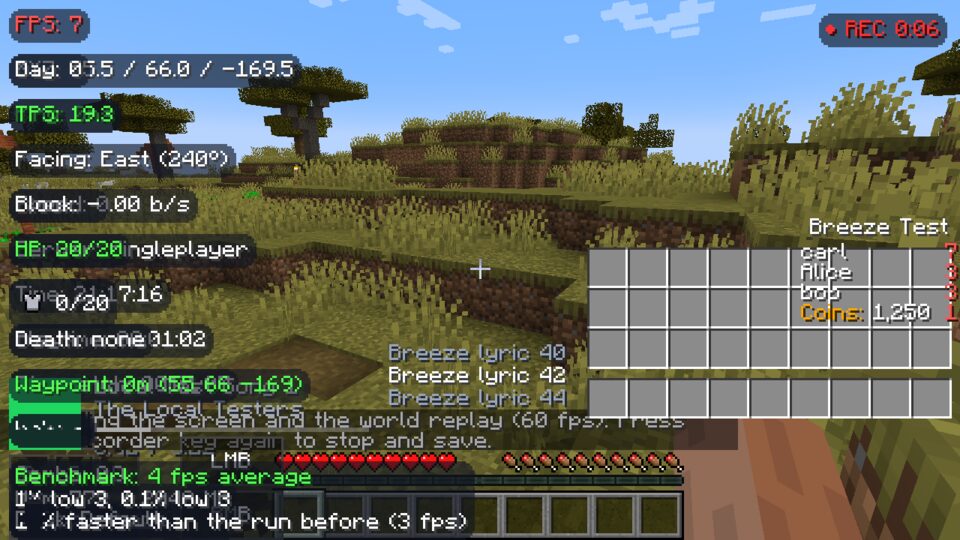 FPS: 7
REC 0:06
Day: 05.5 / 66.0 / -169.5
TPS: 19.3
Facing: East (240°)
Block: -0.00 b/s
Breeze Test
HP: 20/20 ingleplayer
carl 7
Alice 3
bob 3
Coins: 1,250 1
0/20 7:16
Death: none 01:02
Breeze lyric 40
Breeze lyric 42
Breeze lyric 44
Waypoint: 0m (55 66 -169)
The Local Testers
the screen and the world replay (60 fps). Press
corder key again to stop and save.
LMB
Benchmark: 4 fps average
1% low 3, 0.1% low 3
% faster than the run before (3 fps)